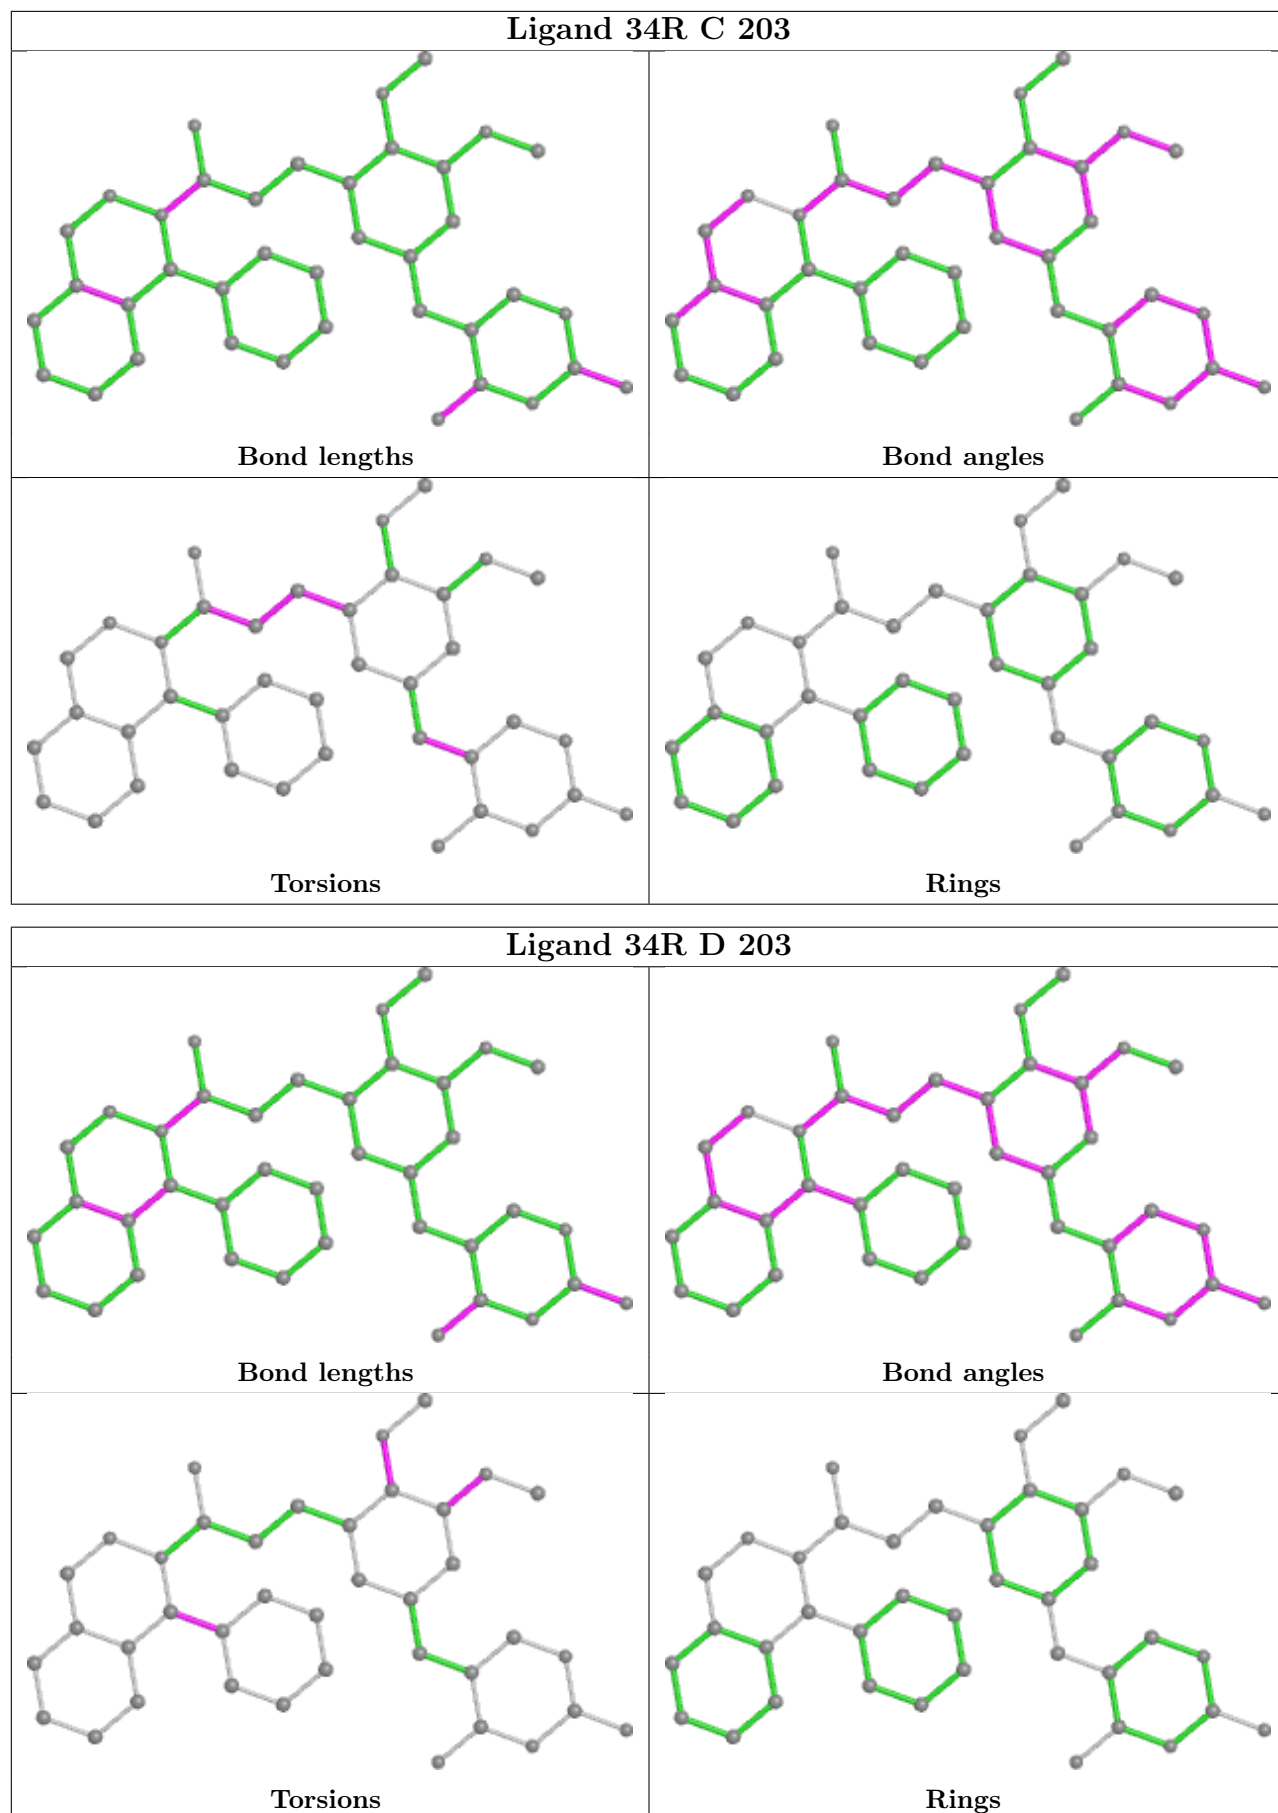 Ligand 34R C 203
Bond lengths
Bond angles
Torsions
Rings
Ligand 34R D 203
Bond lengths
Bond angles
Torsions
Rings